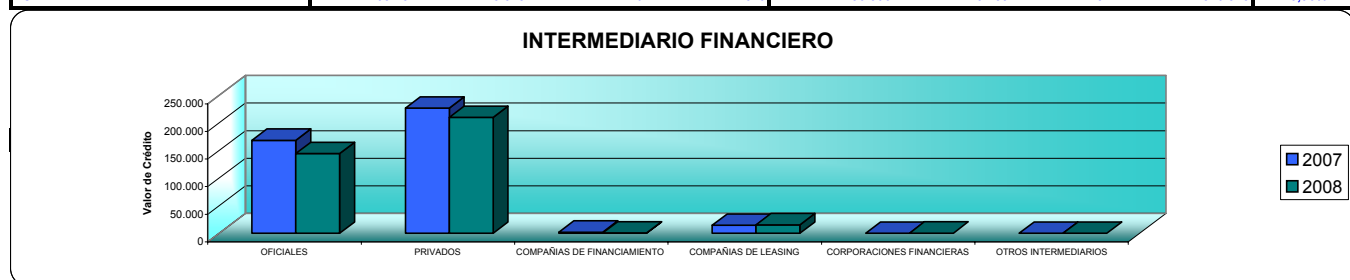 INTERMEDIARIO FINANCIERO
250.000
200.000
150.000
100.000
50.000
0
Valor de Crédito
OFICIALES
PRIVADOS
COMPAÑIAS DE FINANCIAMIENTO
COMPAÑIAS DE LEASING
CORPORACIONES FINANCIERAS
OTROS INTERMEDIARIOS
2007
2008